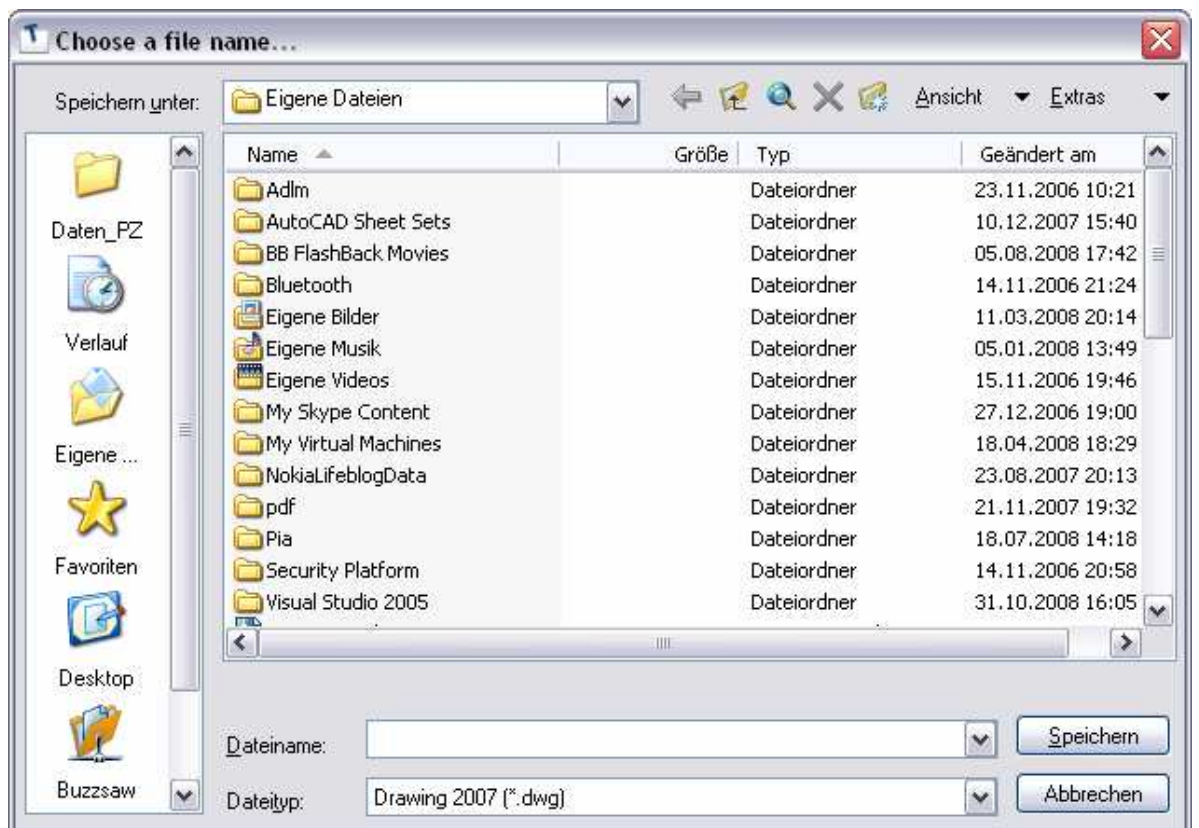 Choose a file name...
Speichern unter: Eigene Dateien Ansicht Extras
Daten_PZ
Verlauf
Eigene ...
Favoriten
Desktop
Buzzsaw
Name Größe Typ Geändert am
Adlm Dateiordner 23.11.2006 10:21
AutoCAD Sheet Sets Dateiordner 10.12.2007 15:40
BB FlashBack Movies Dateiordner 05.08.2008 17:42
Bluetooth Dateiordner 14.11.2006 21:24
Eigene Bilder Dateiordner 11.03.2008 20:14
Eigene Musik Dateiordner 05.01.2008 13:49
Eigene Videos Dateiordner 15.11.2006 19:46
My Skype Content Dateiordner 27.12.2006 19:00
My Virtual Machines Dateiordner 18.04.2008 18:29
NokiaLifeblogData Dateiordner 23.08.2007 20:13
pdf Dateiordner 21.11.2007 19:32
Pia Dateiordner 18.07.2008 14:18
Security Platform Dateiordner 14.11.2006 20:58
Visual Studio 2005 Dateiordner 31.10.2008 16:05
Dateiname: Speichern
Dateityp: Drawing 2007 (*.dwg) Abbrechen